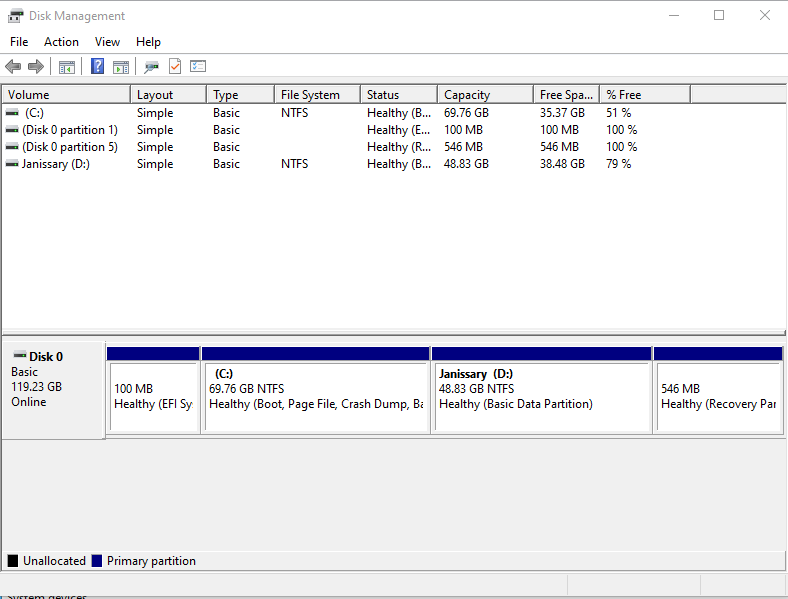 Disk Management
File Action View Help
Volume Layout Type File System Status Capacity Free Spa... % Free
(C:) Simple Basic NTFS Healthy (B... 69.76 GB 35.37 GB 51 %
(Disk 0 partition 1) Simple Basic Healthy (E... 100 MB 100 MB 100 %
(Disk 0 partition 5) Simple Basic Healthy (R... 546 MB 546 MB 100 %
Janissary (D:) Simple Basic NTFS Healthy (B... 48.83 GB 38.48 GB 79 %
Disk 0
Basic
119.23 GB
Online
100 MB
Healthy (EFI Sy
(C:)
69.76 GB NTFS
Healthy (Boot, Page File, Crash Dump, Ba
Janissary (D:)
48.83 GB NTFS
Healthy (Basic Data Partition)
546 MB
Healthy (Recovery Par
Unallocated Primary partition
System devices